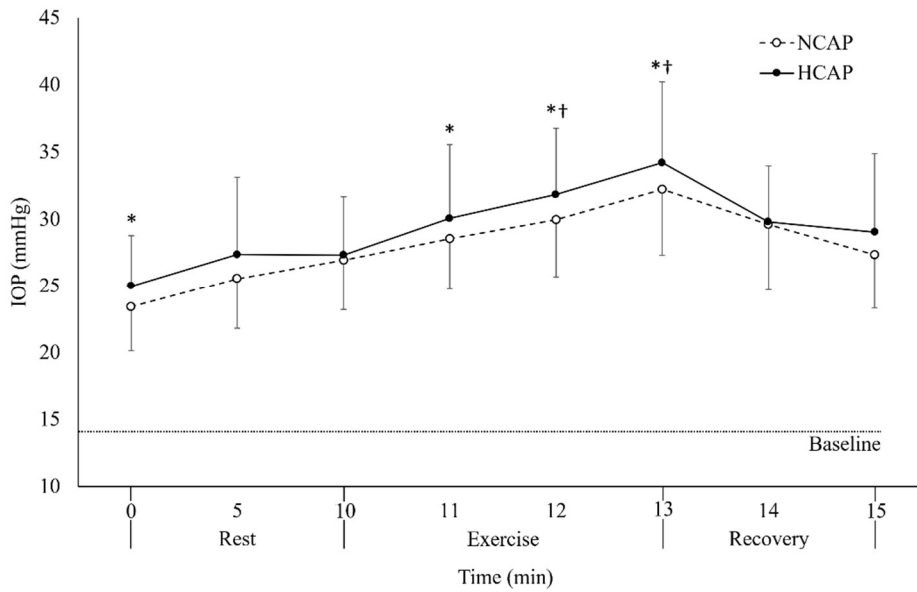 45
40
35
30
25
20
15
10
IOP (mmHg)
NCAP
HCAP
*
*
*†
*†
Baseline
0 5 10 11 12 13 14 15
Rest Exercise Recovery
Time (min)